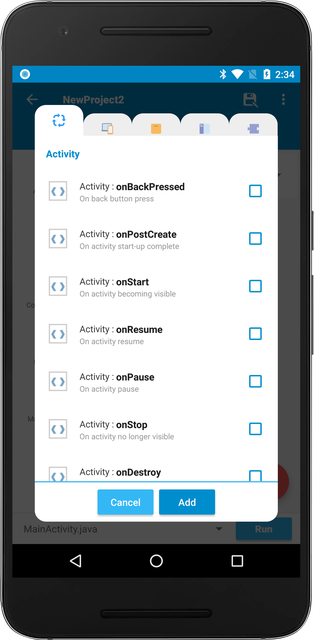 2:34
NewProject2
Activity
Activity : onBackPressed
On back button press
Activity : onPostCreate
On activity start-up complete
Activity : onStart
On activity becoming visible
Activity : onResume
On activity resume
Activity : onPause
On activity pause
Activity : onStop
On activity no longer visible
Activity : onDestroy
Cancel
Add
MainActivity.java
Run